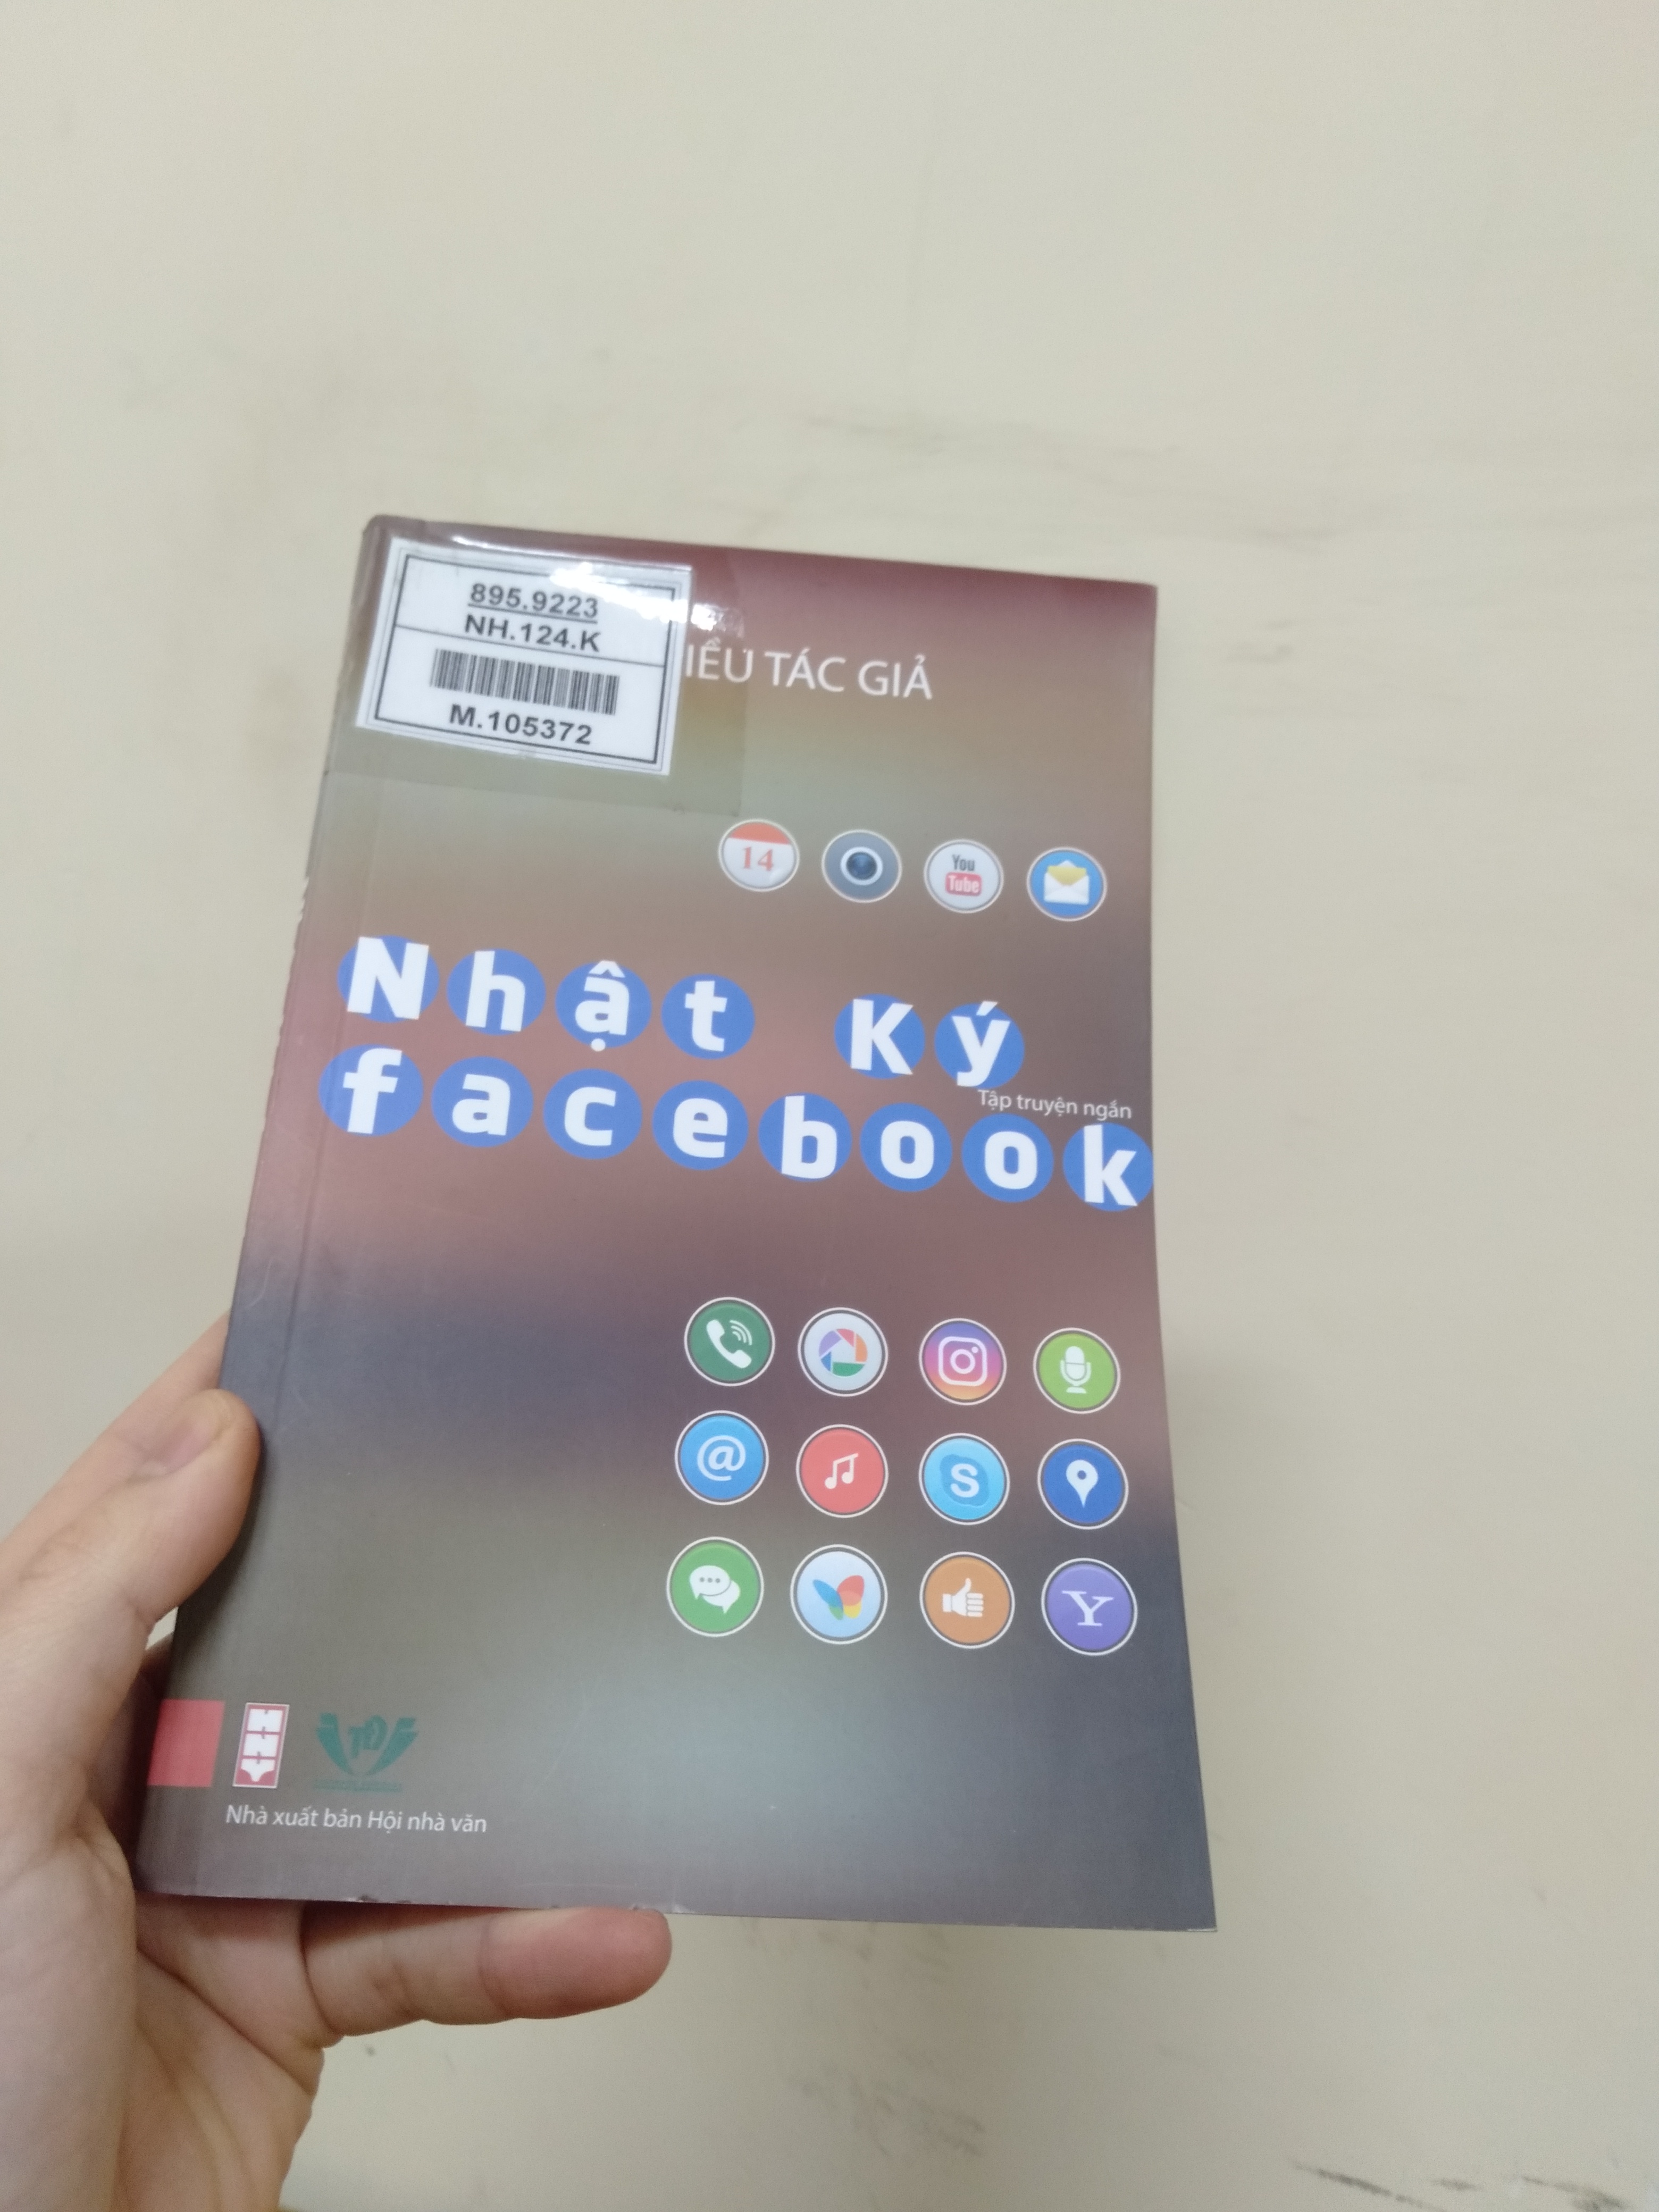 895.9223
NH.124.K
M.105372
IỀU TÁC GIẢ
14
You
Tube
Nhật Ký
Tập truyện ngắn
facebook
@
S
Y
Nhà xuất bản Hội nhà văn